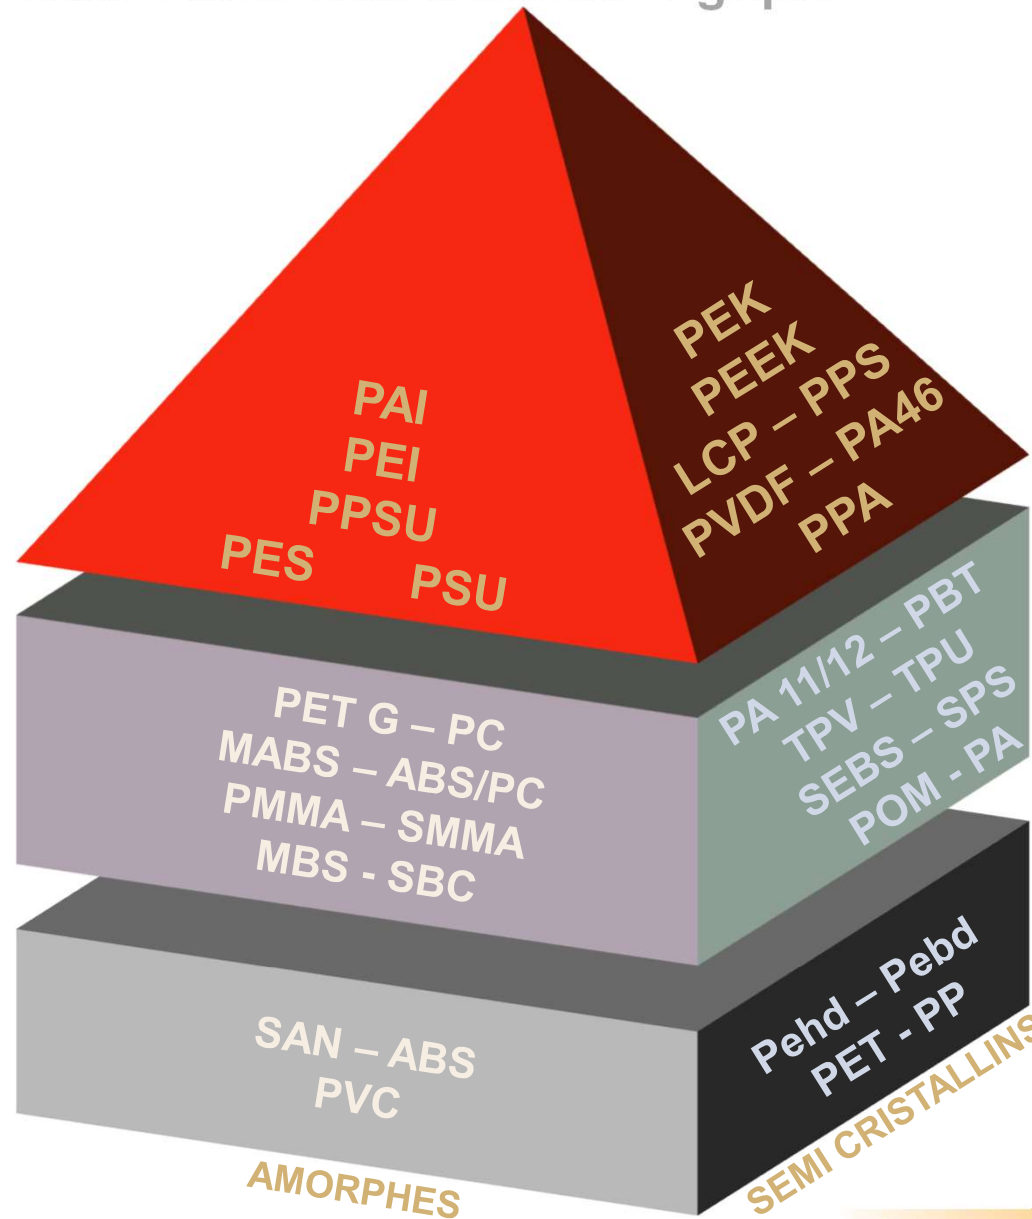 PAI
PEI
PPSU
PES PSU
PEK
PEEK
LCP – PPS
PVDF – PA46
PPA
PET G – PC
MABS – ABS/PC
PMMA – SMMA
MBS - SBC
PA 11/12 – PBT
TPV – TPU
SEBS – SPS
POM - PA
SAN – ABS
PVC
Pehd – Pebd
PET - PP
AMORPHES
SEMI CRISTALLINS